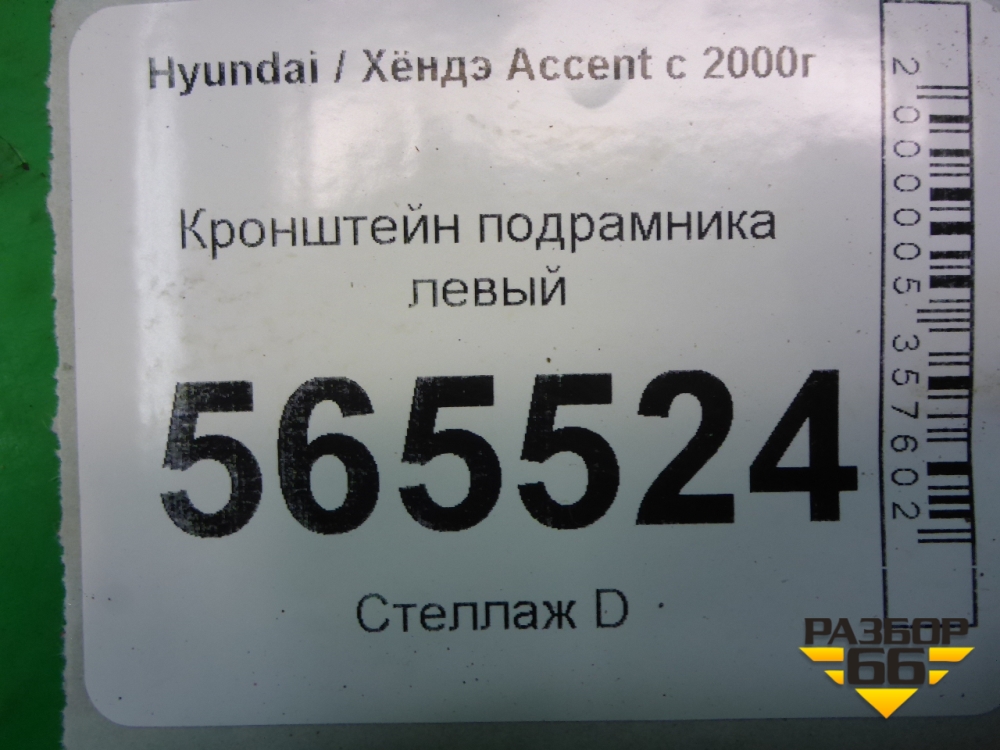 Hyundai / Хёндэ Accent с 2000г
Кронштейн подрамника
левый
565524
Стеллаж D
2000005357602
РАЗБОР
66